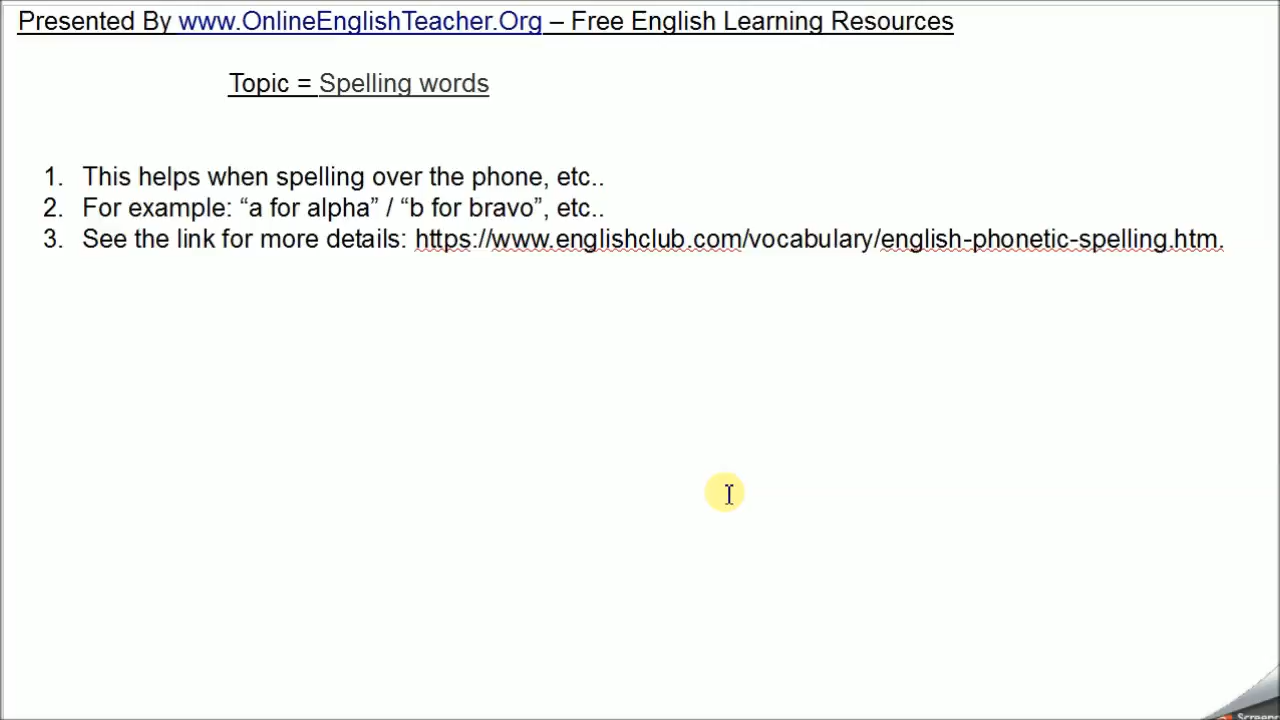 Presented By www.OnlineEnglishTeacher.Org – Free English Learning Resources
Topic = Spelling words
1. This helps when spelling over the phone, etc..
2. For example: “a for alpha” / “b for bravo”, etc..
3. See the link for more details: https://www.englishclub.com/vocabulary/english-phonetic-spelling.htm.